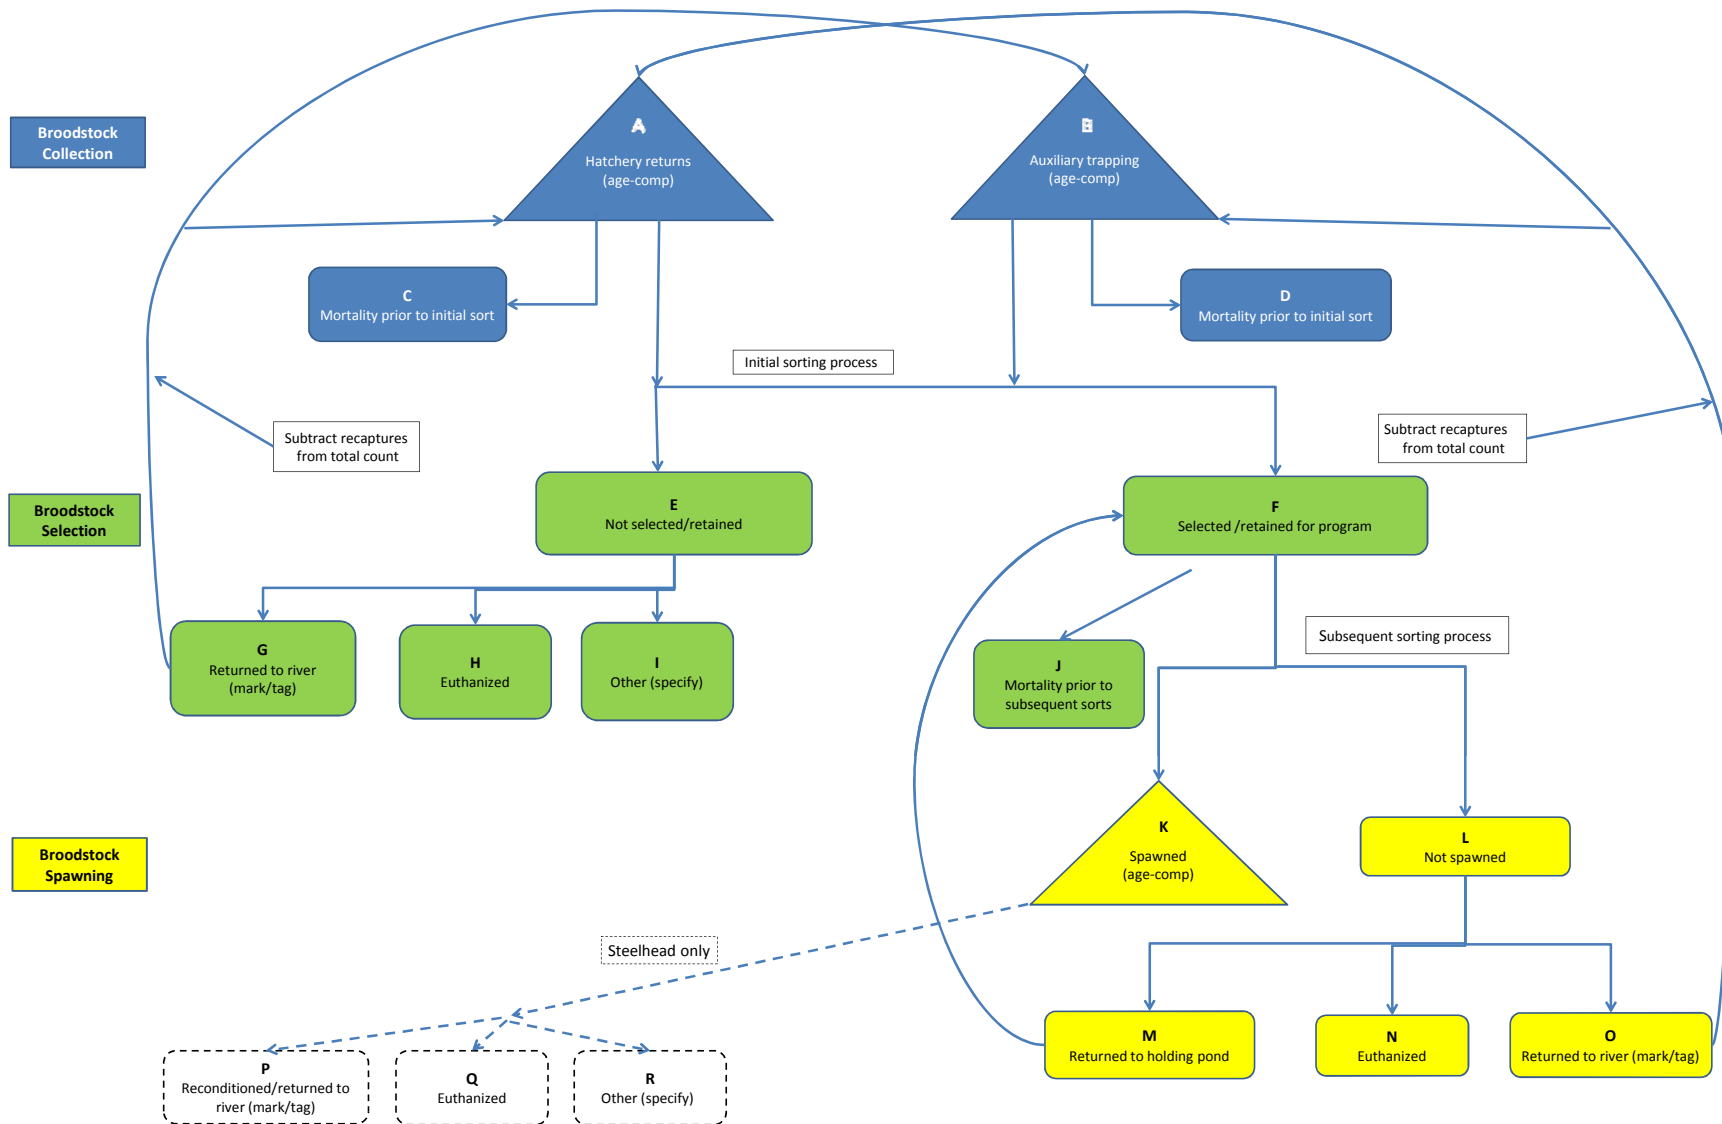 Broodstock
Collection
A
Hatchery returns
(age-comp)
B
Auxiliary trapping
(age-comp)
C
Mortality prior to initial sort
D
Mortality prior to initial sort
Initial sorting process
Subtract recaptures
from total count
Subtract recaptures
from total count
Broodstock
Selection
E
Not selected/retained
F
Selected /retained for program
G
Returned to river
(mark/tag)
H
Euthanized
I
Other (specify)
J
Mortality prior to
subsequent sorts
Subsequent sorting process
Broodstock
Spawning
K
Spawned
(age-comp)
L
Not spawned
Steelhead only
M
Returned to holding pond
N
Euthanized
O
Returned to river (mark/tag)
P
Reconditioned/returned to
river (mark/tag)
Q
Euthanized
R
Other (specify)